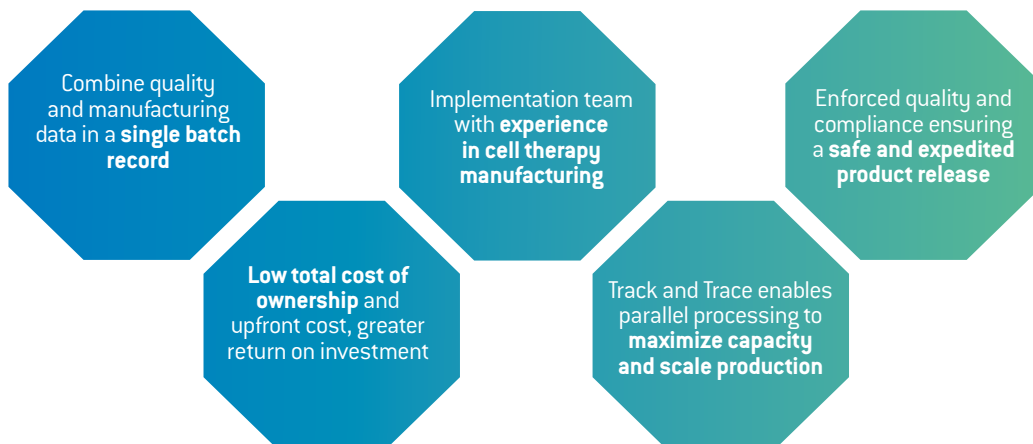 Combine quality
and manufacturing
data in a single batch
record
Low total cost of
ownership and
upfront cost, greater
return on investment
Implementation team
with experience
in cell therapy
manufacturing
Track and Trace enables
parallel processing to
maximize capacity
and scale production
Enforced quality and
compliance ensuring
a safe and expedited
product release